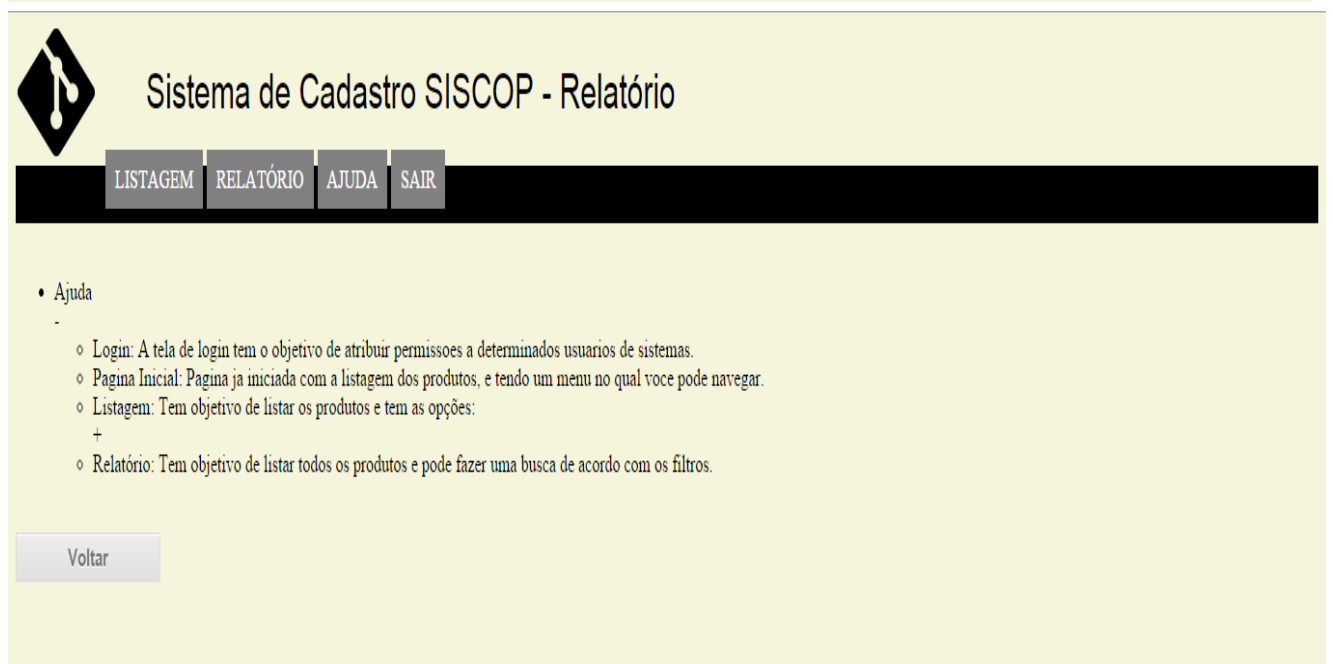 Sistema de Cadastro SISCOP - Relatório
LISTAGEM RELATÓRIO AJUDA SAIR
• Ajuda
-
◦ Login: A tela de login tem o objetivo de atribuir permissoes a determinados usuarios de sistemas.
◦ Pagina Inicial: Pagina ja iniciada com a listagem dos produtos, e tendo um menu no qual voce pode navegar.
◦ Listagem: Tem objetivo de listar os produtos e tem as opções:
+
◦ Relatório: Tem objetivo de listar todos os produtos e pode fazer uma busca de acordo com os filtros.
Voltar